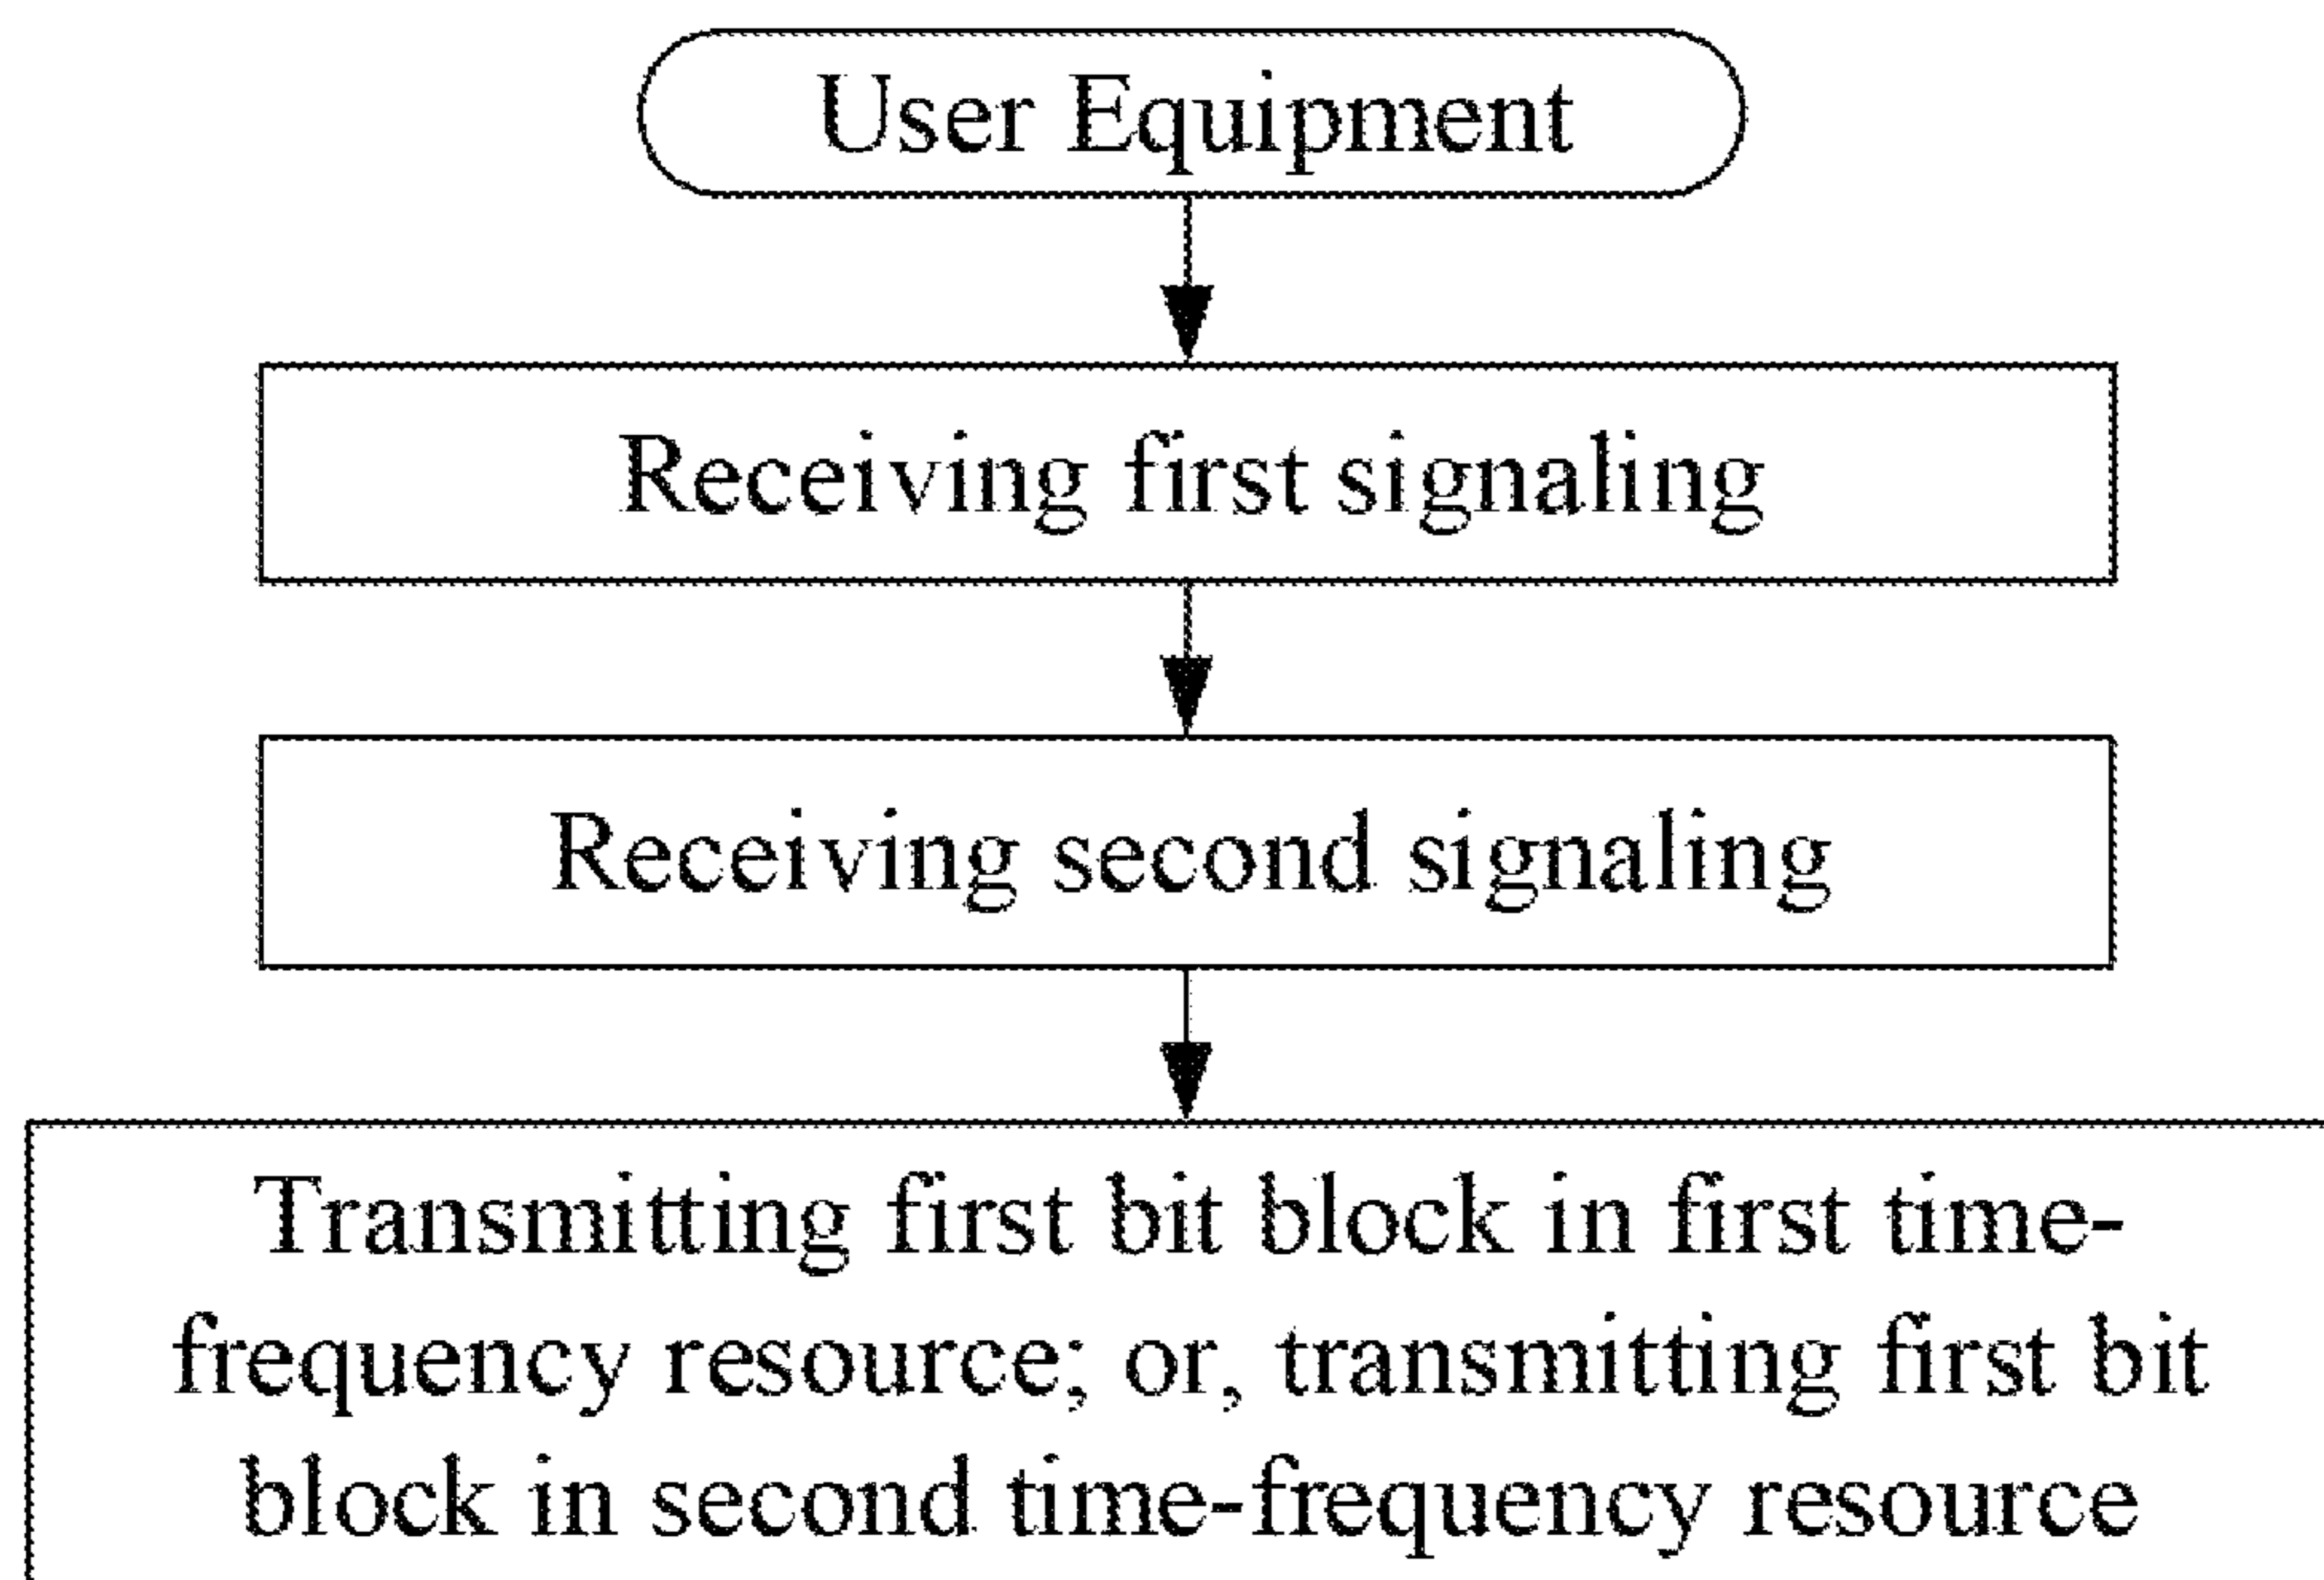 User Equipment
Receiving first signaling
Receiving second signaling
Transmitting first bit block in first time-
frequency resource; or, transmitting first bit
block in second time-frequency resource